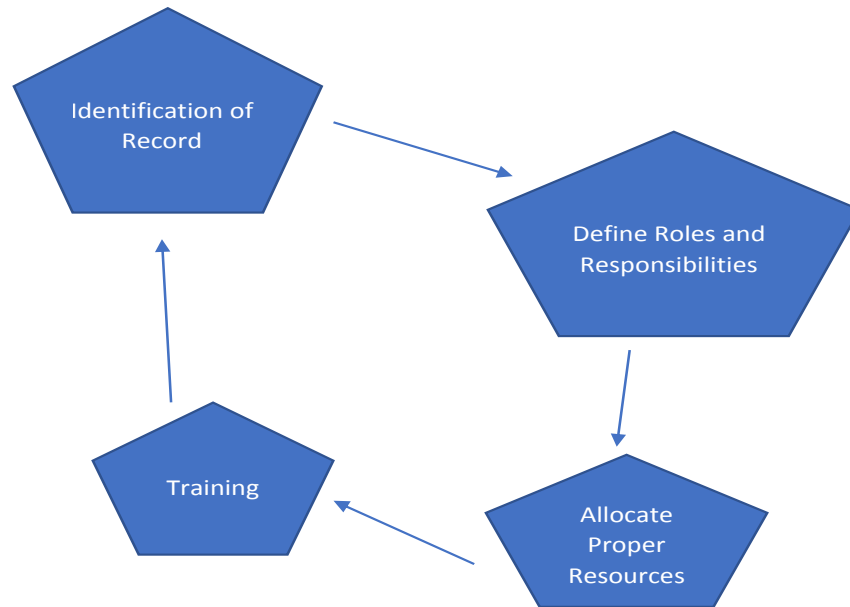 Identification of
Record
Define Roles and
Responsibilities
Allocate
Proper
Resources
Training